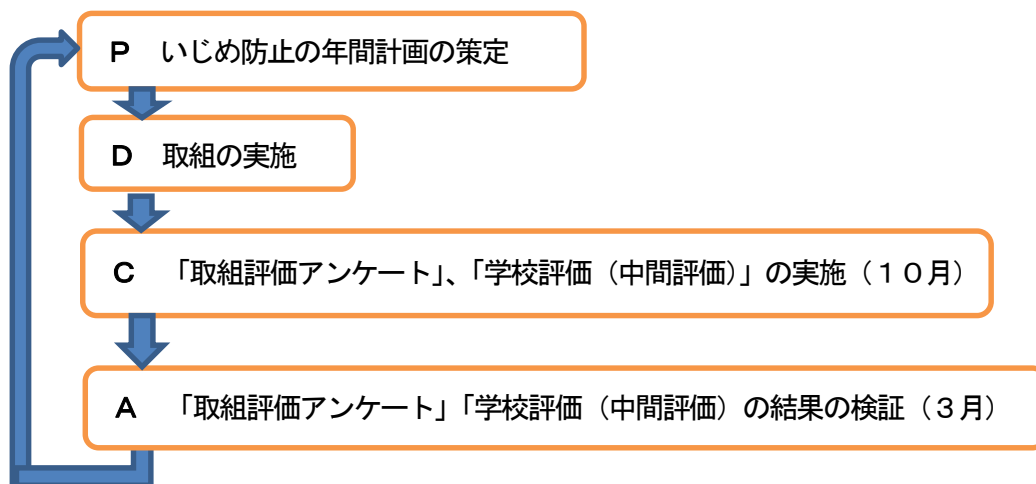 P　いじめ防止の年間計画の策定
D　取組の実施
C　「取組評価アンケート」、「学校評価（中間評価）」の実施（１０月）
A　「取組評価アンケート」「学校評価（中間評価）の結果の検証（３月）